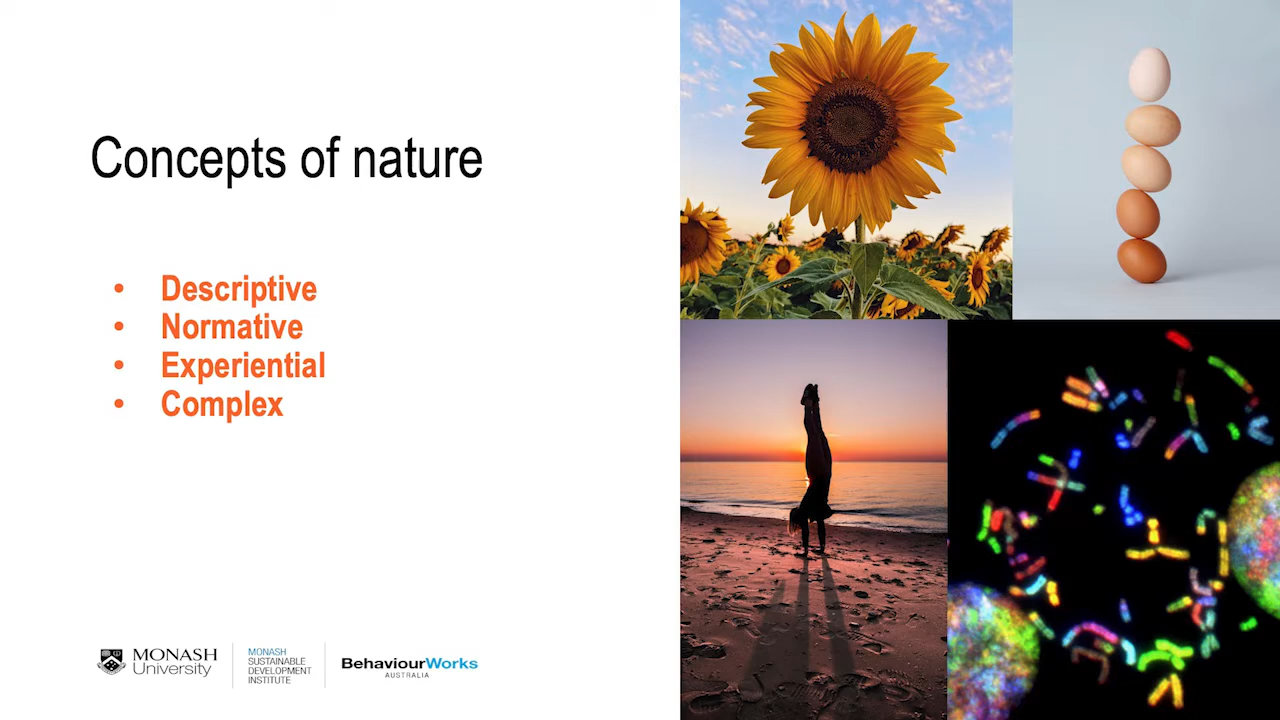 Concepts of nature
• Descriptive
• Normative
• Experiential
• Complex
MONASH University
MONASH
SUSTAINABLE
DEVELOPMENT
INSTITUTE
BehaviourWorks
AUSTRALIA